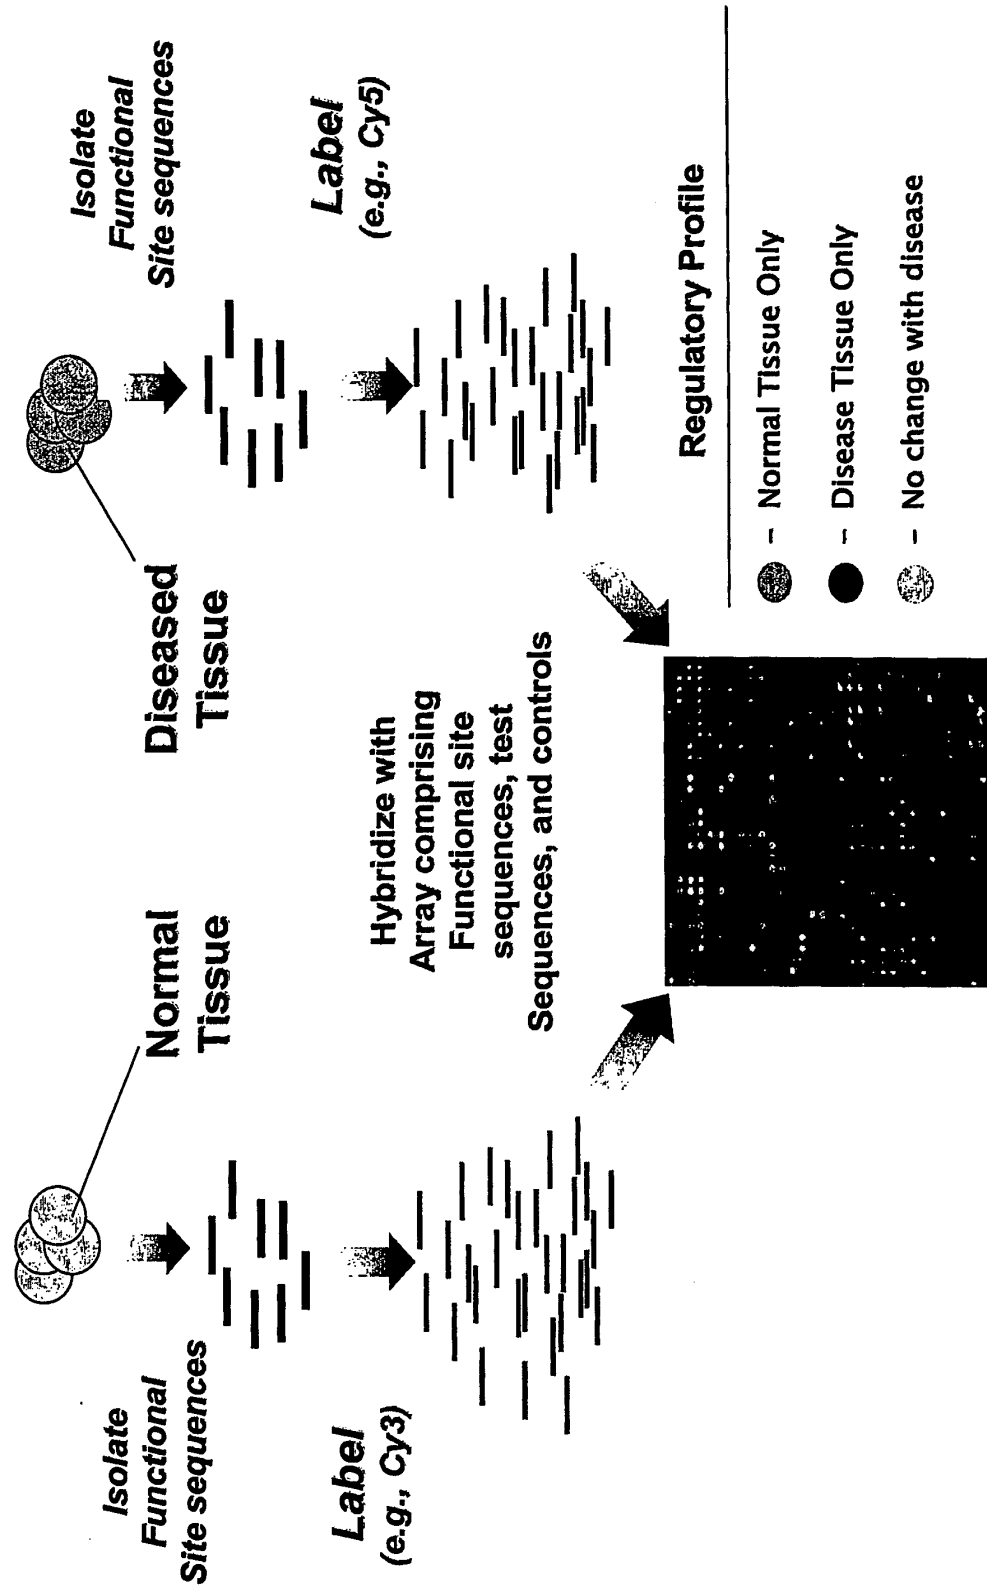 Normal
Tissue
Diseased
Tissue
Isolate
Functional
Site sequences
Isolate
Functional
Site sequences
Label
(e.g., Cy3)
Hybridize with
Array comprising
Functional site
sequences, test
Sequences, and controls
Label
(e.g., Cy5)
Regulatory Profile
– Normal Tissue Only
– Disease Tissue Only
– No change with disease